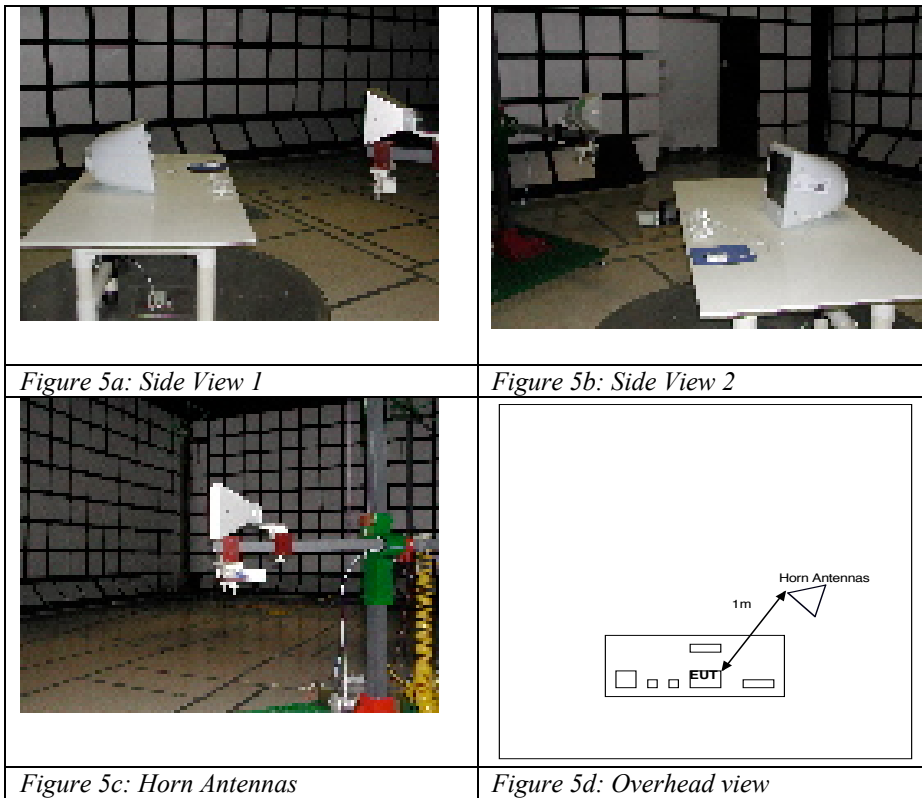 Figure 5a: Side View 1
Figure 5b: Side View 2
Horn Antennas
1m
EUT
Figure 5c: Horn Antennas
Figure 5d: Overhead view